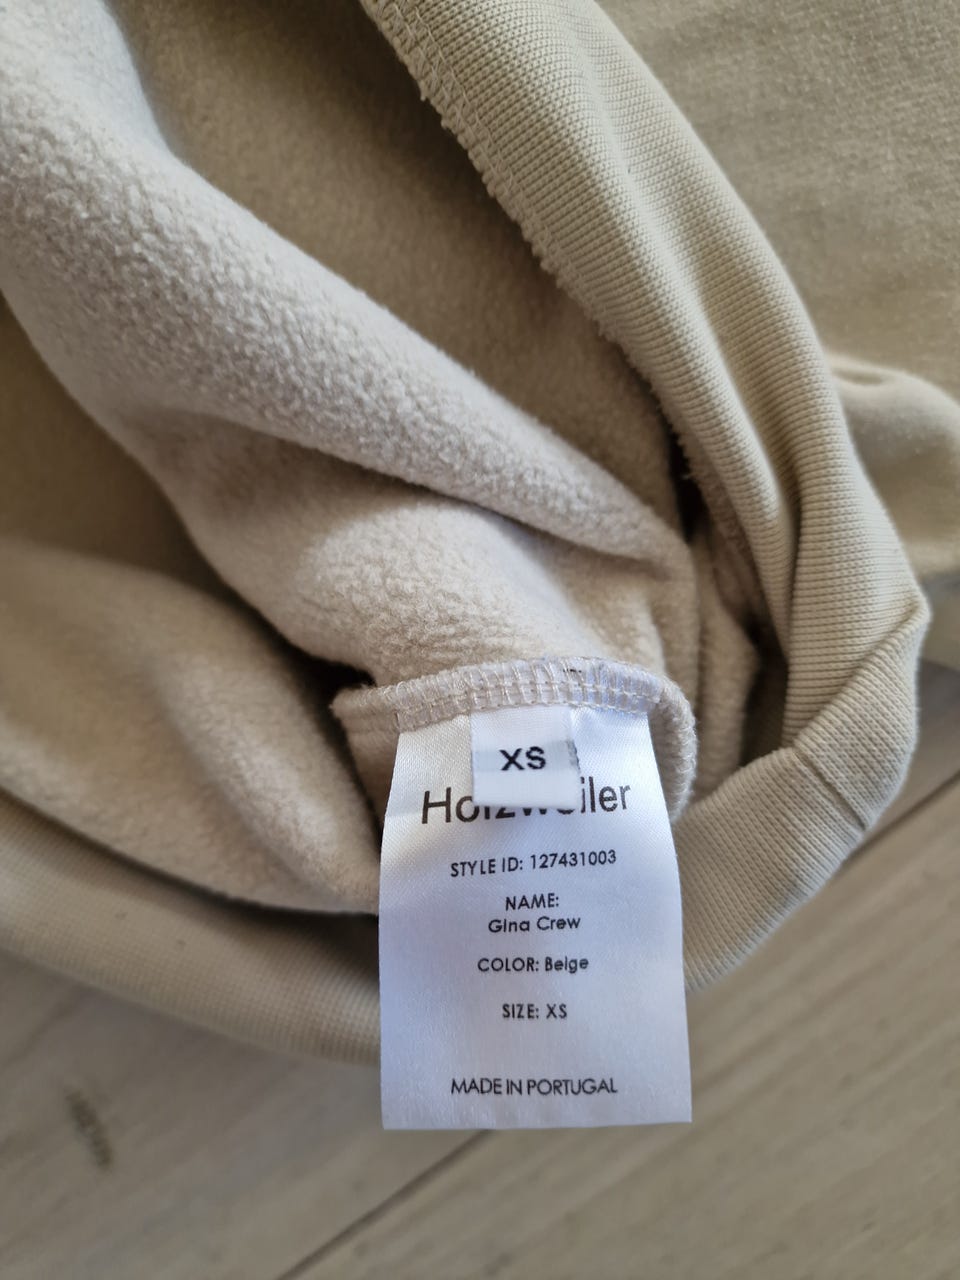 XS
Holzweiler
STYLE ID: 127431003
NAME:
Gina Crew
COLOR: Beige
SIZE: XS
MADE IN PORTUGAL